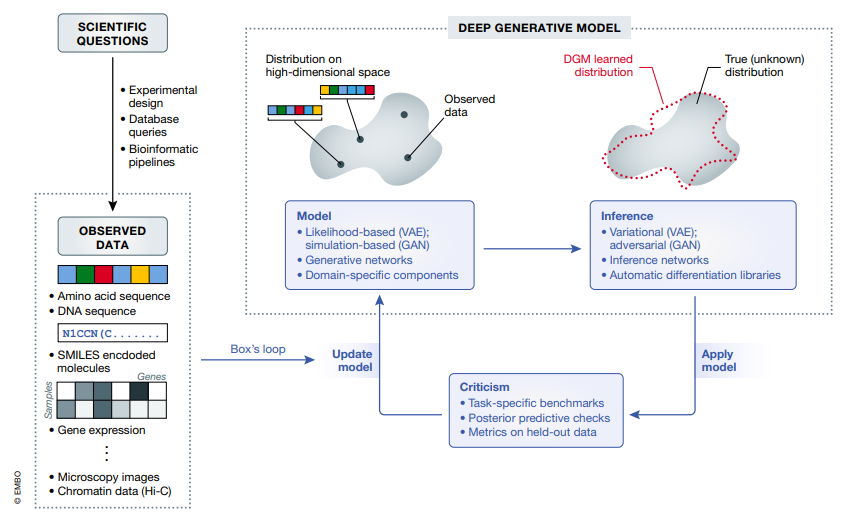 SCIENTIFIC
QUESTIONS
• Experimental
design
• Database
queries
• Bioinformatic
pipelines
OBSERVED
DATA
• Amino acid sequence
• DNA sequence
N1CCN(C.......
• SMILES encdoded
molecules
Genes
Samples
• Gene expression
• Microscopy images
• Chromatin data (Hi-C)
© EMBO
DEEP GENERATIVE MODEL
Distribution on
high-dimensional space
Observed
data
DGM learned
distribution
True (unknown)
distribution
Model
• Likelihood-based (VAE);
simulation-based (GAN)
• Generative networks
• Domain-specific components
Inference
• Variational (VAE);
adversarial (GAN)
• Inference networks
• Automatic differentiation libraries
Box's loop
Update
model
Apply
model
Criticism
• Task-specific benchmarks
• Posterior predictive checks
• Metrics on held-out data